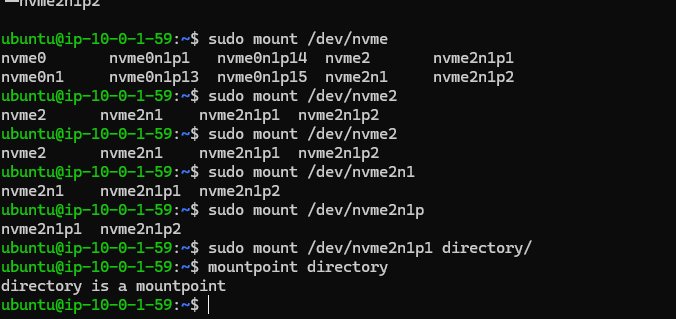 └─nvme2n1p2
ubuntu@ip-10-0-1-59:~$ sudo mount /dev/nvme
nvme0        nvme0n1p1    nvme0n1p14   nvme2        nvme2n1p1
nvme0n1      nvme0n1p13   nvme0n1p15   nvme2n1      nvme2n1p2
ubuntu@ip-10-0-1-59:~$ sudo mount /dev/nvme2
nvme2      nvme2n1    nvme2n1p1  nvme2n1p2
ubuntu@ip-10-0-1-59:~$ sudo mount /dev/nvme2
nvme2      nvme2n1    nvme2n1p1  nvme2n1p2
ubuntu@ip-10-0-1-59:~$ sudo mount /dev/nvme2n1
nvme2n1    nvme2n1p1  nvme2n1p2
ubuntu@ip-10-0-1-59:~$ sudo mount /dev/nvme2n1p
nvme2n1p1  nvme2n1p2
ubuntu@ip-10-0-1-59:~$ sudo mount /dev/nvme2n1p1 directory/
ubuntu@ip-10-0-1-59:~$ mountpoint directory
directory is a mountpoint
ubuntu@ip-10-0-1-59:~$